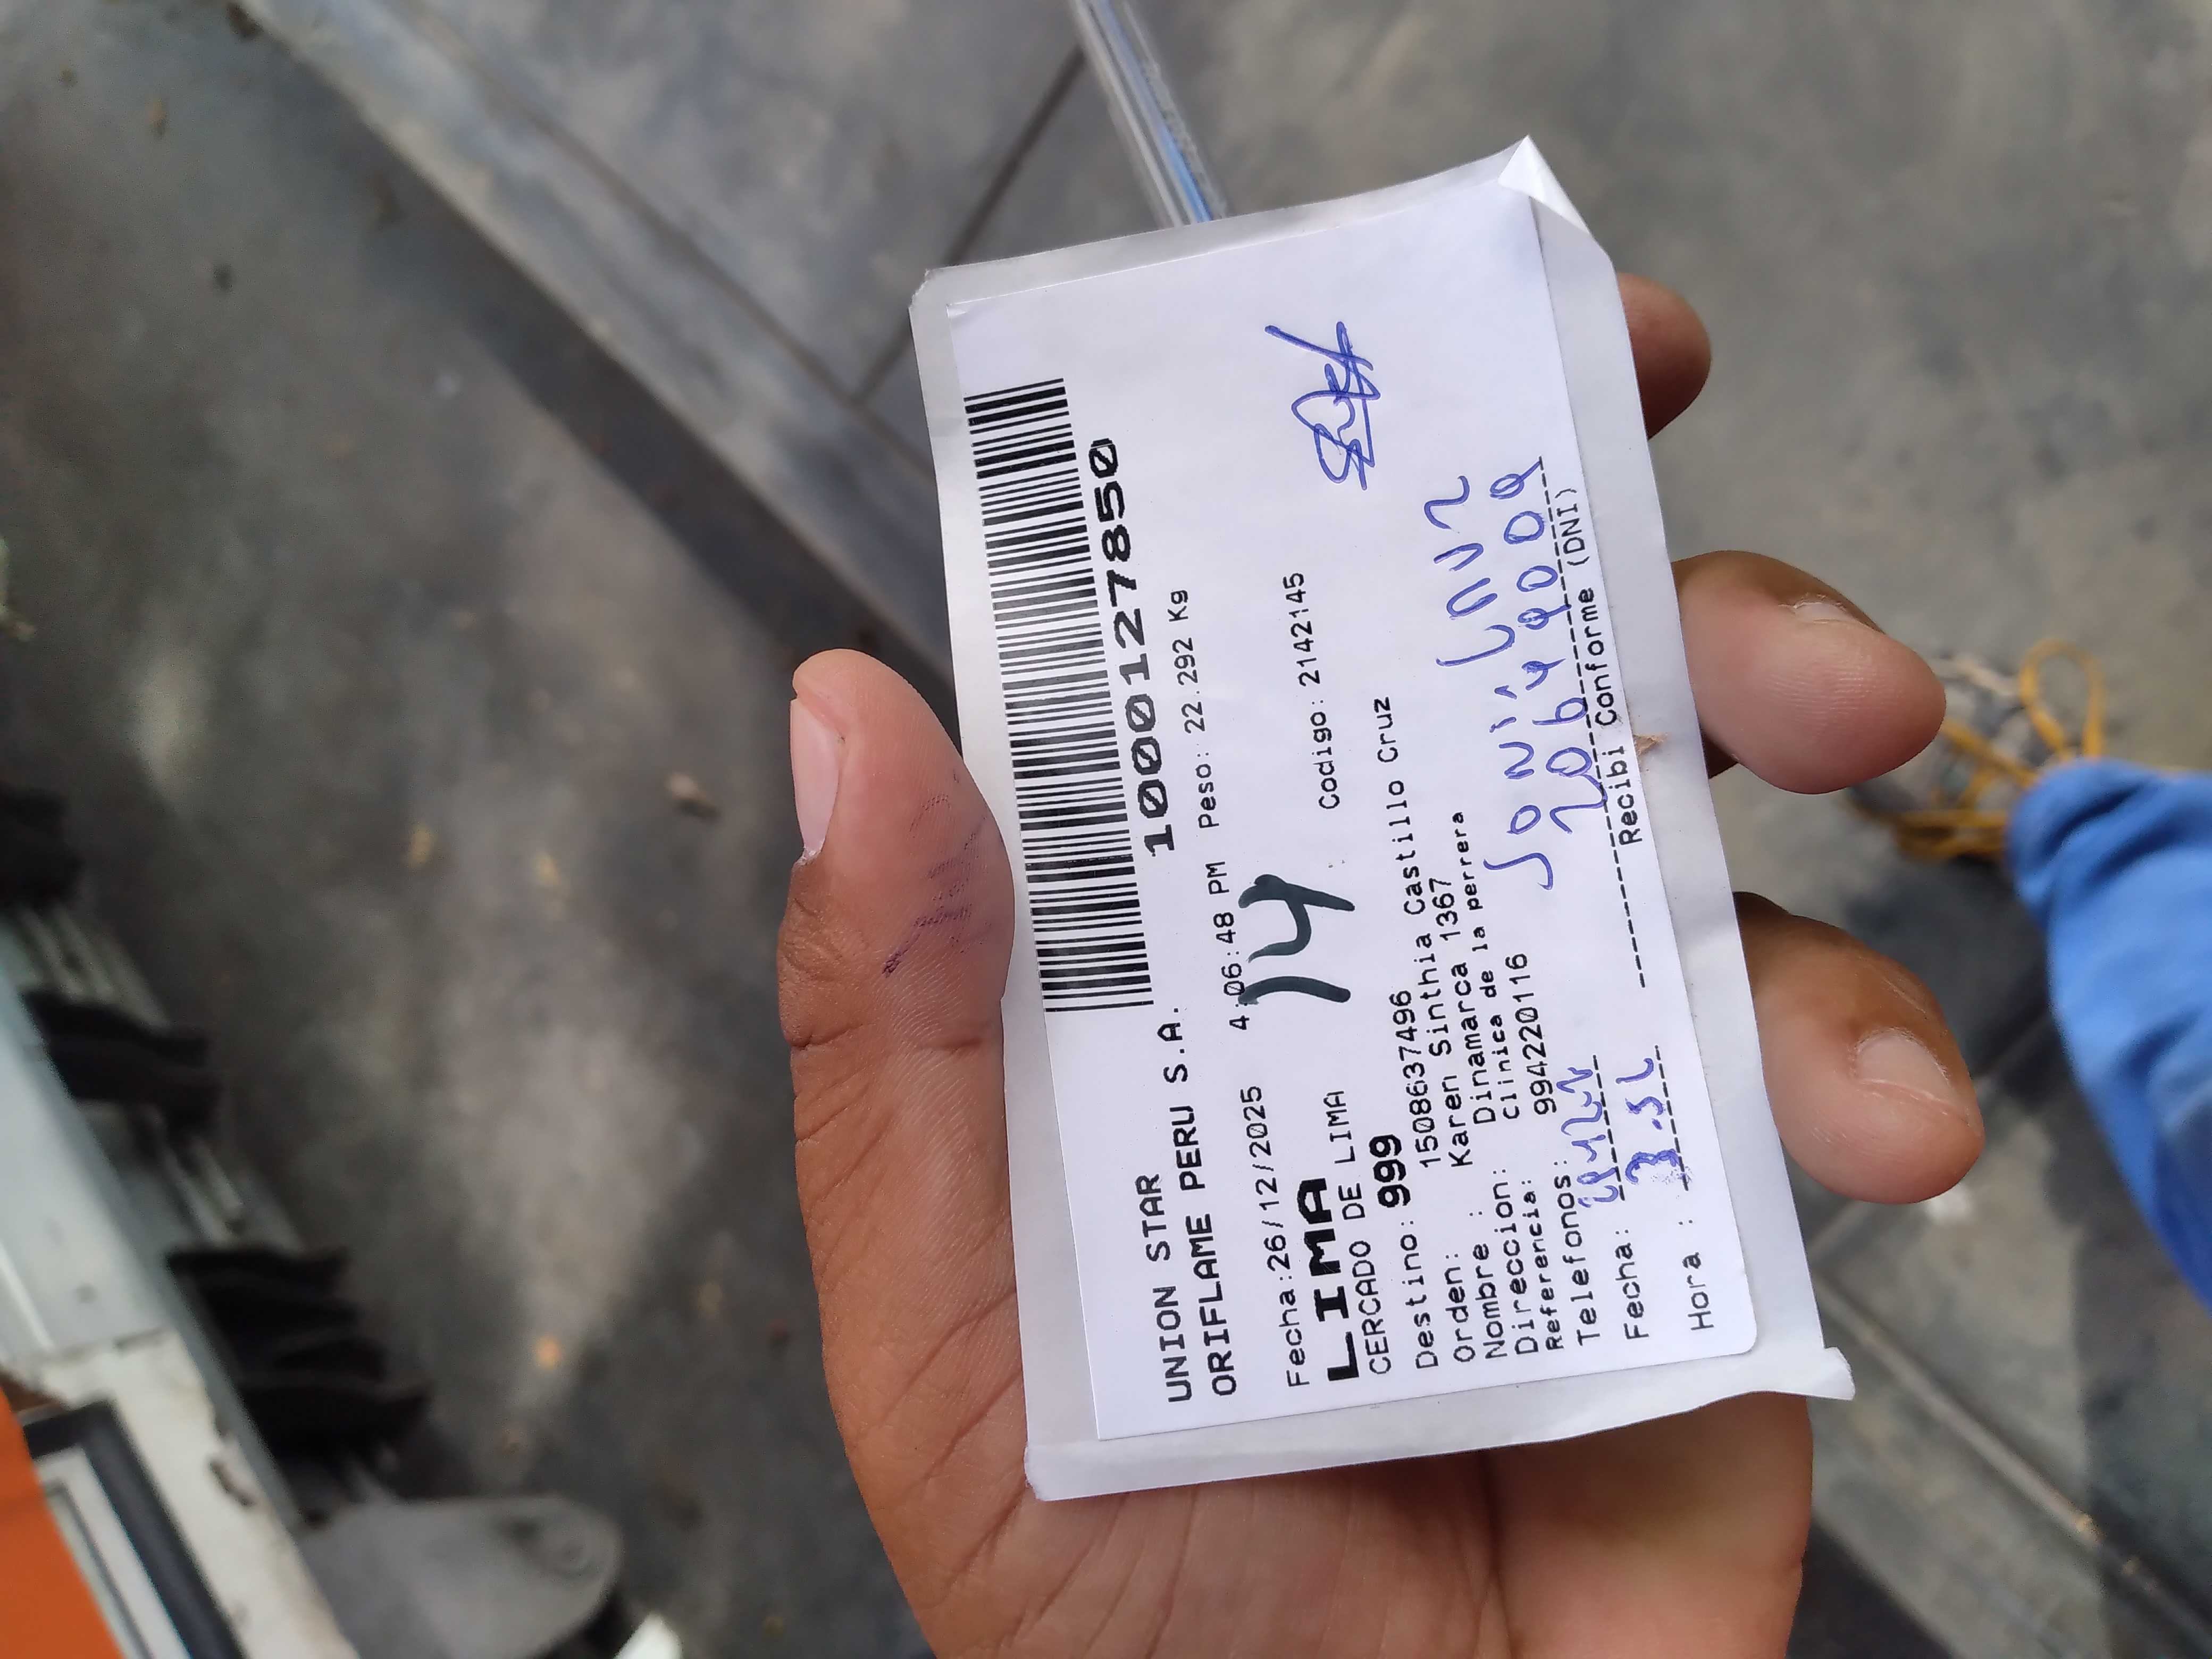 1000127850
UNION STAR
ORIFLAME PERU S.A.
Fecha:26/12/2025 4:06:48 PM Peso: 22.292 Kg
LIMA 14
CERCADO DE LIMA Codigo: 2142145
Destino: 999
Orden: 1508637496
Nombre : Karen Sinthia Castillo Cruz
Direccion: Dinamarca 1367
Referencia: Clinica de la perrera
Telefonos: 994220116
Fecha:
Hora :
Recibi Conforme (DNI)